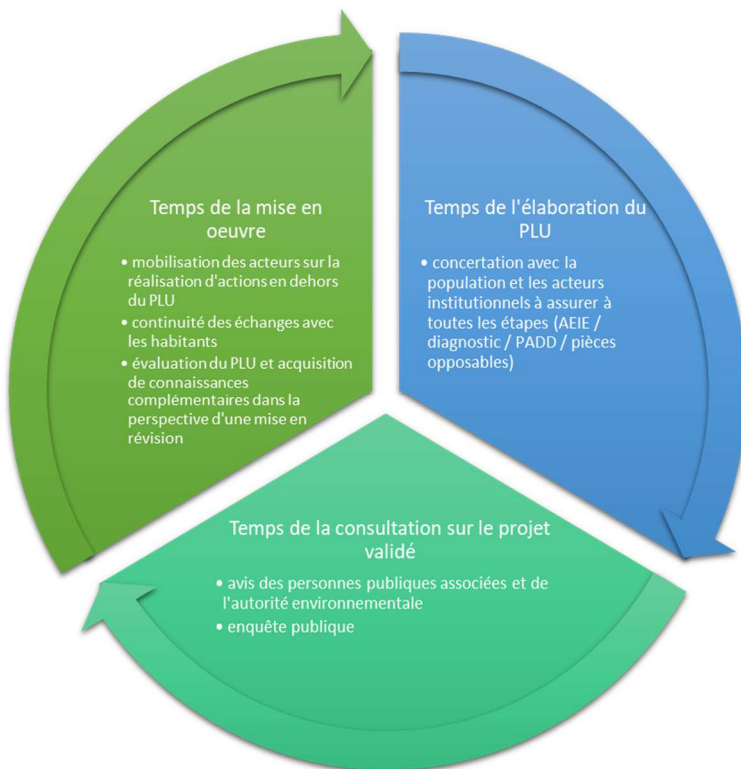 Temps de la mise en
oeuvre
• mobilisation des acteurs sur la
réalisation d'actions en dehors
du PLU
• continuité des échanges avec
les habitants
• évaluation du PLU et acquisition
de connaissances
complémentaires dans la
perspective d'une mise en
révision
Temps de l'élaboration du
PLU
• concertation avec la
population et les acteurs
institutionnels à assurer à
toutes les étapes (AEIE /
diagnostic / PADD / pièces
opposables)
Temps de la consultation sur le projet
validé
• avis des personnes publiques associées et de
l'autorité environnementale
• enquête publique